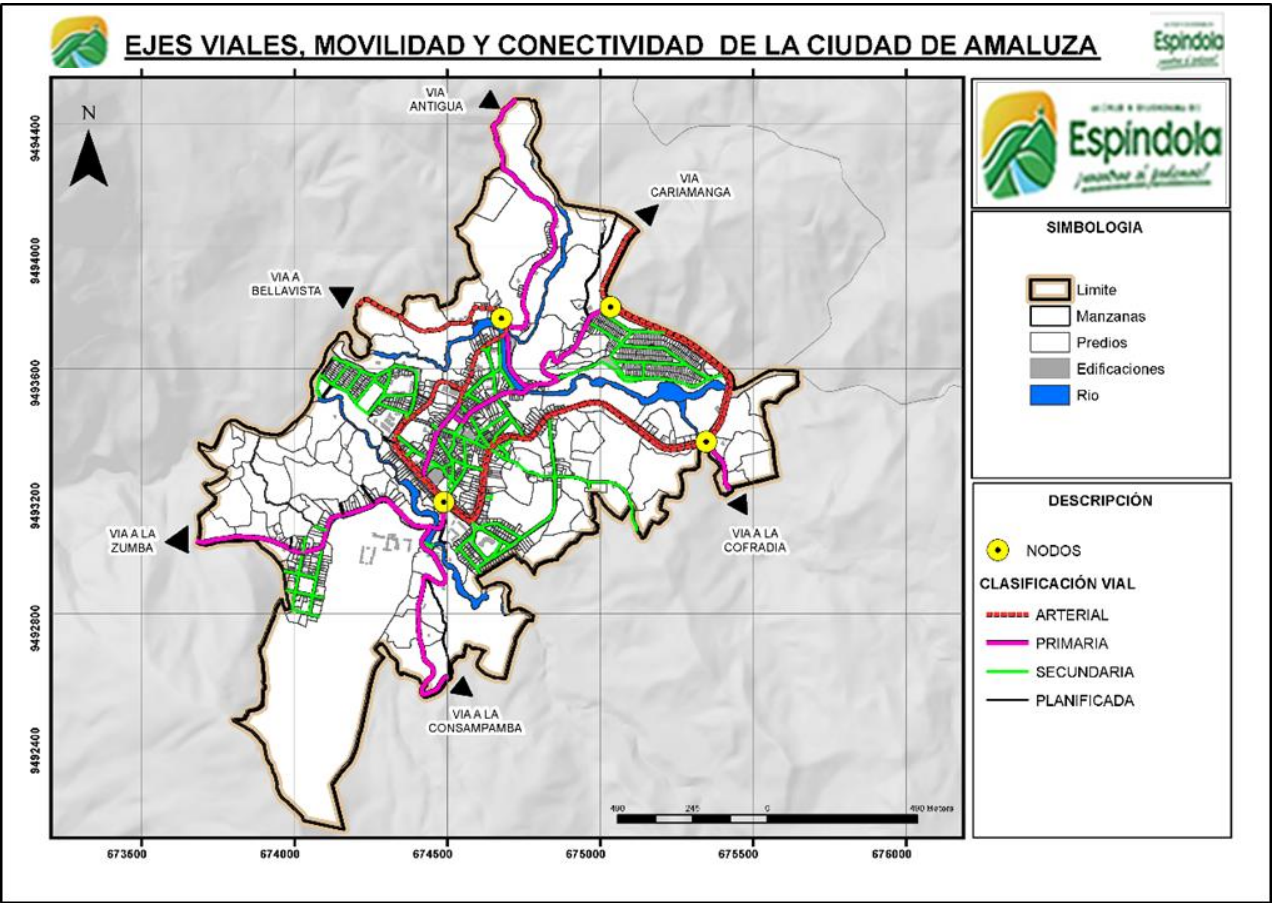 EJES VIALES, MOVILIDAD Y CONECTIVIDAD DE LA CIUDAD DE AMALUZA
Espíndola
¡nuestro el podemos!
N
VIA
ANTIGUA
VIA
CARIAMANGA
VIA A
BELLAVISTA
VIA A LA
ZUMBA
VIA A LA
COFRADIA
VIA A LA
CONSAMPAMBA
9494400
9494000
9493600
9493200
9492800
9492400
490 245 0 490 Meters
673500 674000 674500 675000 675500 676000
Espíndola
SIMBOLOGIA
Limite
Manzanas
Predios
Edificaciones
Rio
DESCRIPCIÓN
NODOS
CLASIFICACIÓN VIAL
ARTERIAL
PRIMARIA
SECUNDARIA
PLANIFICADA